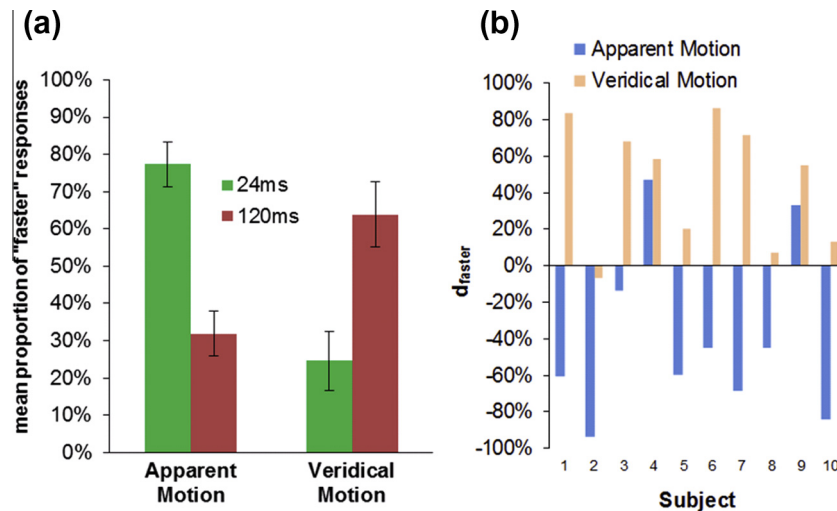 (a)
mean proportion of "faster" responses
100%
90%
80%
70%
60%
50%
40%
30%
20%
10%
0%
24ms
120ms
Apparent
Motion
Veridical
Motion
(b)
Apparent Motion
Veridical Motion
dfaster
100%
80%
60%
40%
20%
0%
-20%
-40%
-60%
-80%
-100%
1 2 3 4 5 6 7 8 9 10
Subject